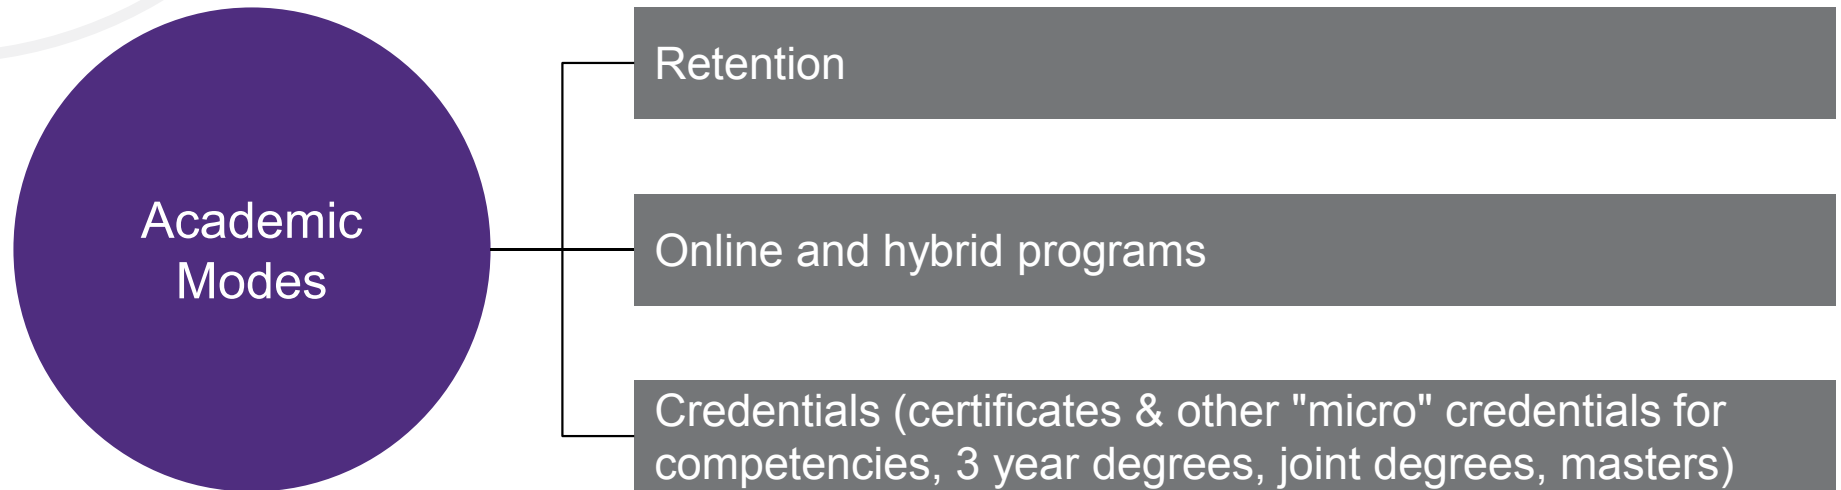 Academic
Modes
Retention
Online and hybrid programs
Credentials (certificates & other "micro" credentials for
competencies, 3 year degrees, joint degrees, masters)